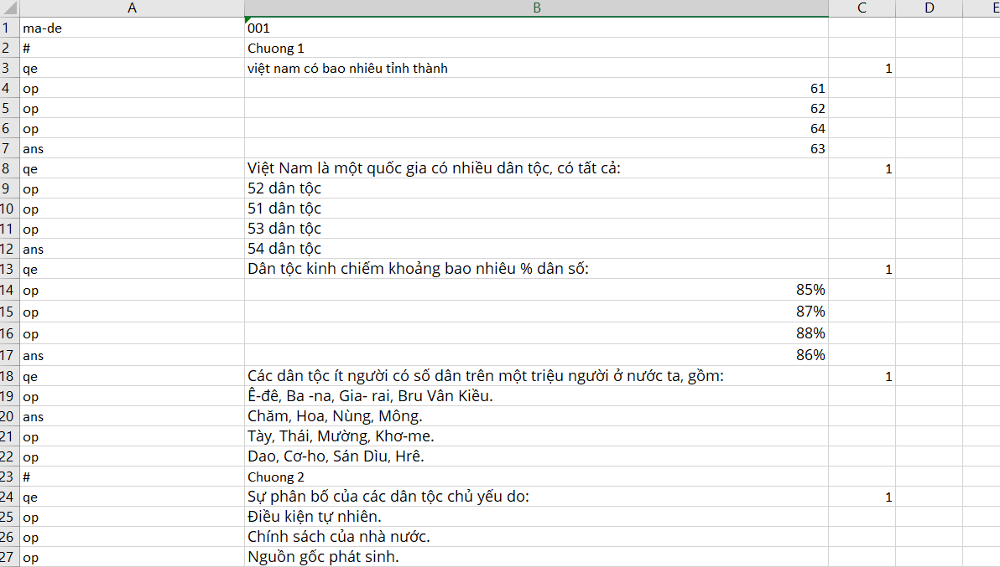 A B C D E
1 ma-de 001
2 # Chuong 1
3 qe việt nam có bao nhiêu tỉnh thành 1
4 op 61
5 op 62
6 op 64
7 ans 63
8 qe Việt Nam là một quốc gia có nhiều dân tộc, có tất cả: 1
9 op 52 dân tộc
10 op 51 dân tộc
11 op 53 dân tộc
12 ans 54 dân tộc
13 qe Dân tộc kinh chiếm khoảng bao nhiêu % dân số: 1
14 op 85%
15 op 87%
16 op 88%
17 ans 86%
18 qe Các dân tộc ít người có số dân trên một triệu người ở nước ta, gồm: 1
19 op Ê-đê, Ba -na, Gia- rai, Bru Vân Kiều.
20 ans Chăm, Hoa, Nùng, Mông.
21 op Tày, Thái, Mường, Khơ-me.
22 op Dao, Cơ-ho, Sán Dìu, Hrê.
23 # Chuong 2
24 qe Sự phân bố của các dân tộc chủ yếu do: 1
25 op Điều kiện tự nhiên.
26 op Chính sách của nhà nước.
27 op Nguồn gốc phát sinh.